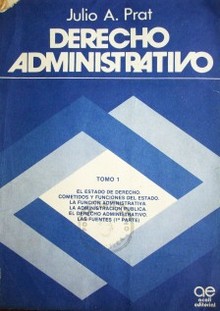 Julio A. Prat
DERECHO
ADMINISTRATIVO
TOMO 1
EL ESTADO DE DERECHO.
COMETIDOS Y FUNCIONES DEL ESTADO.
LA FUNCION ADMINISTRATIVA
LA ADMINISTRACION PUBLICA.
EL DERECHO ADMINISTRATIVO.
LAS FUENTES (1ª PARTE)
ae
acali
editorial